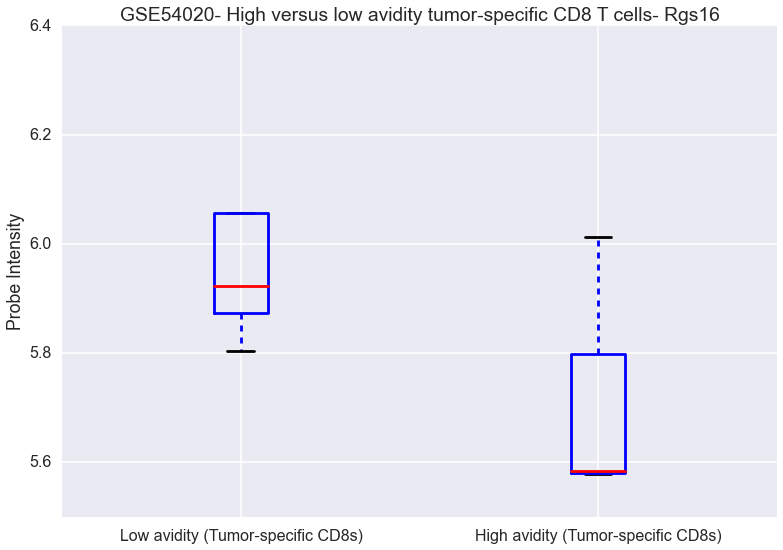 GSE54020- High versus low avidity tumor-specific CD8 T cells- Rgs16
6.4
6.2
6.0
5.8
5.6
Probe Intensity
Low avidity (Tumor-specific CD8s)
High avidity (Tumor-specific CD8s)